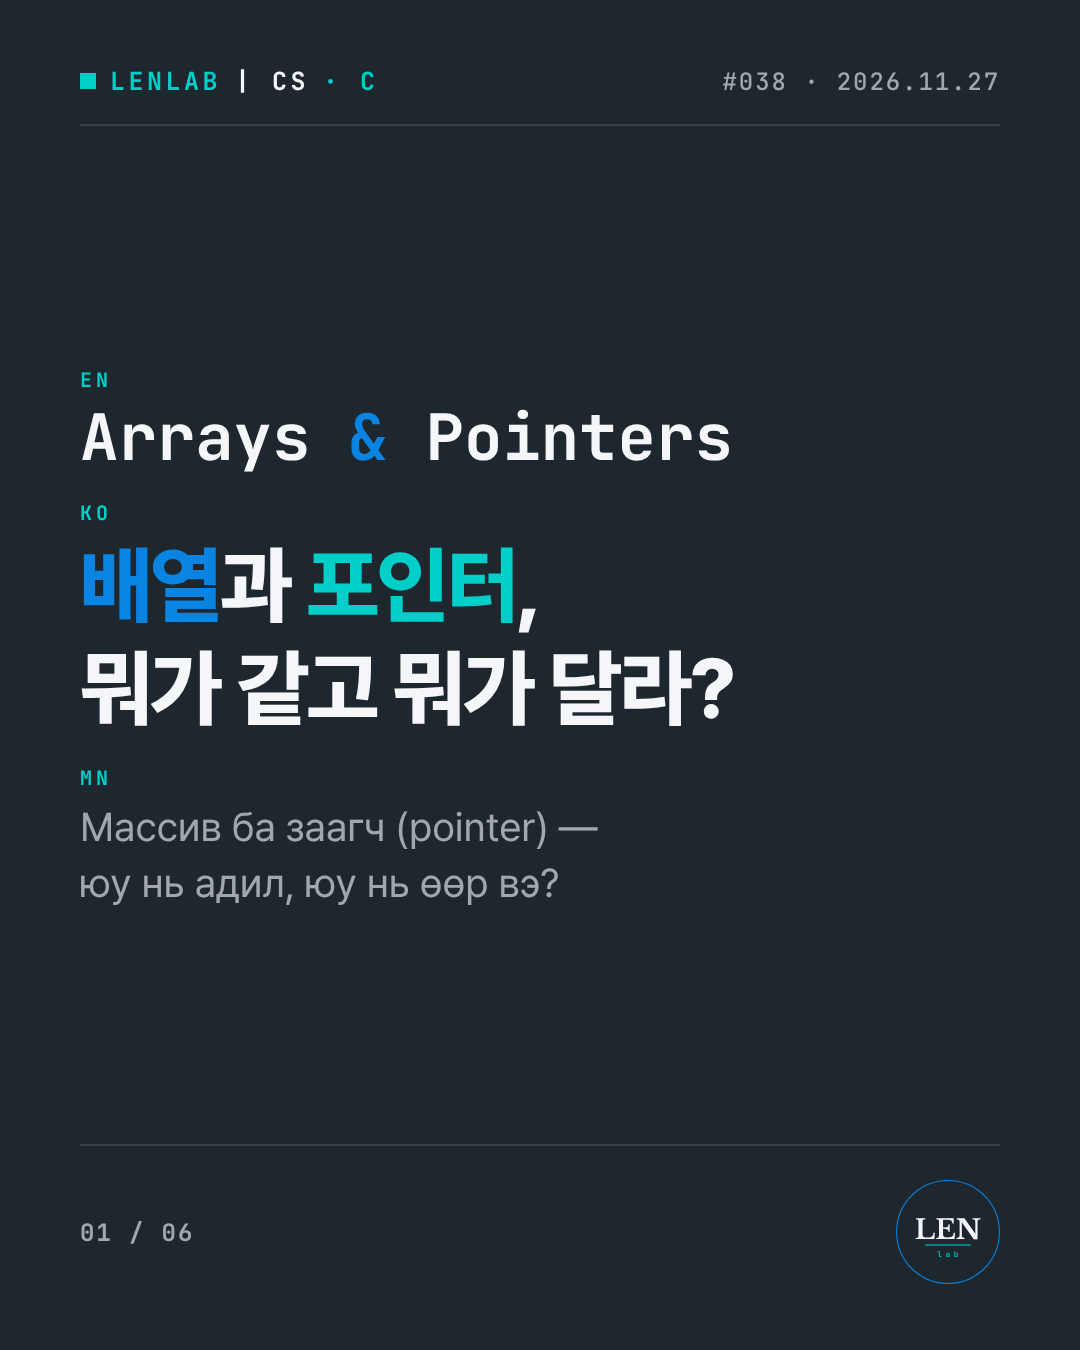 LENLAB | CS · C
#038 · 2026.11.27
EN
Arrays & Pointers
KO
배열과 포인터,
뭐가 같고 뭐가 달라?
MN
Массив ба заагч (pointer) —
юу нь адил, юу нь өөр вэ?
01 / 06
LEN
lab